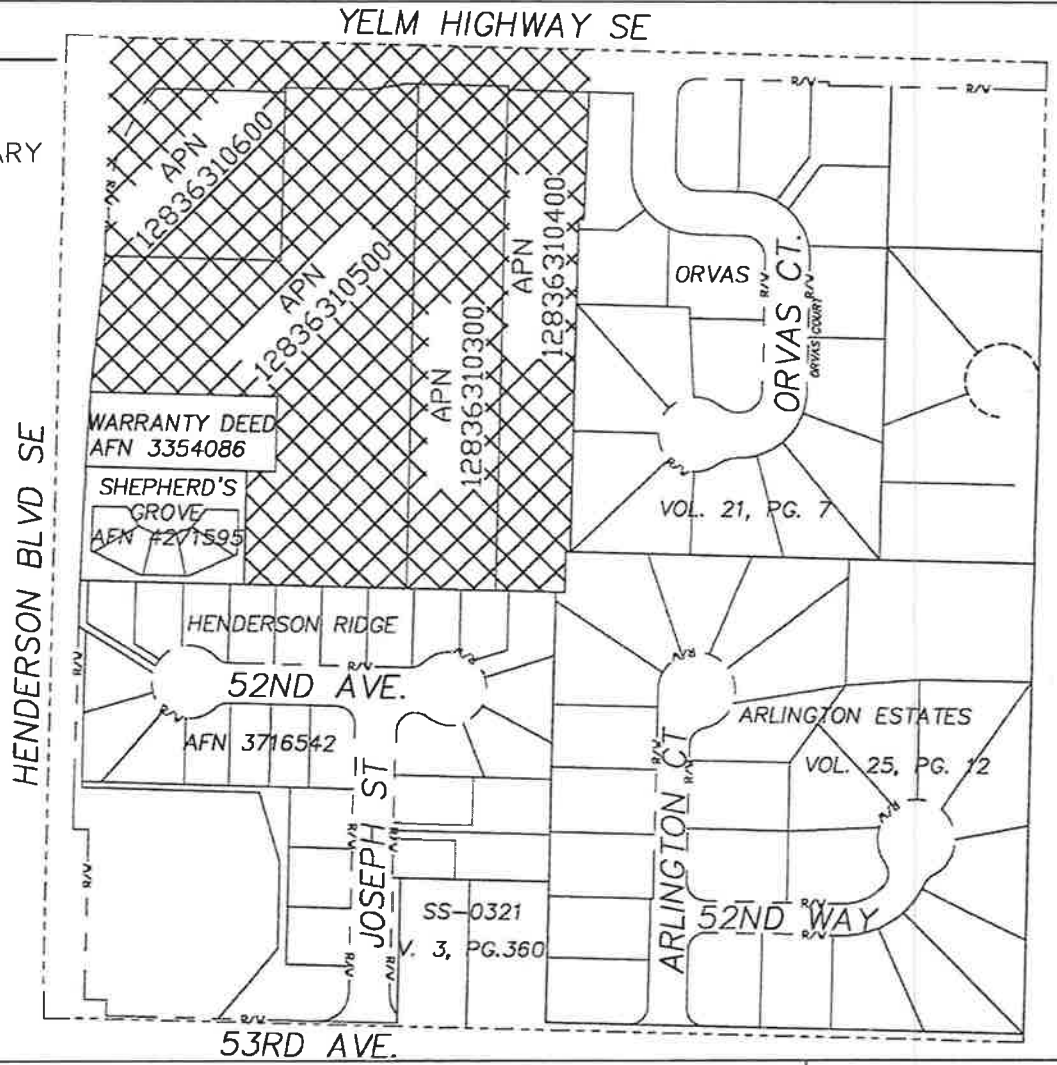 YELM HIGHWAY SE
ARY
R/W
R/W
R/W
APN
12836310600
APN
12836310500
APN
12836310300
APN
12836310400
ORVAS
R/W
R/W
ORVAS CT.
ORVAS COURT
R/W
VOL. 21, PG. 7
WARRANTY DEED
AFN 3354086
SHEPHERD'S
GROVE
AFN 4271595
HENDERSON BLVD SE
HENDERSON RIDGE
R/W
R/W
R/W
52ND AVE.
R/W
AFN 3716542
R/W
ARLINGTON ESTATES
VOL. 25, PG. 12
R/W
R/W
R/W
ARLINGTON CT
JOSEPH ST
R/W
R/W
R/W
R/W
R/W
SS-0321
V. 3, PG.360
R/W
52ND WAY
R/W
R/W
53RD AVE.